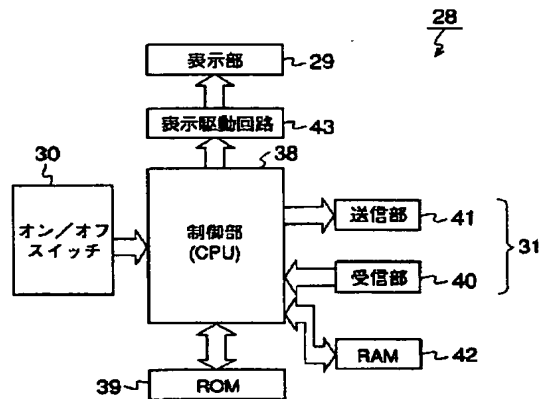 28
表示部 29
表示駆動回路 43
38
30
オン/オフ
スイッチ
制御部
(CPU)
送信部 41
31
受信部 40
RAM 42
39 ROM